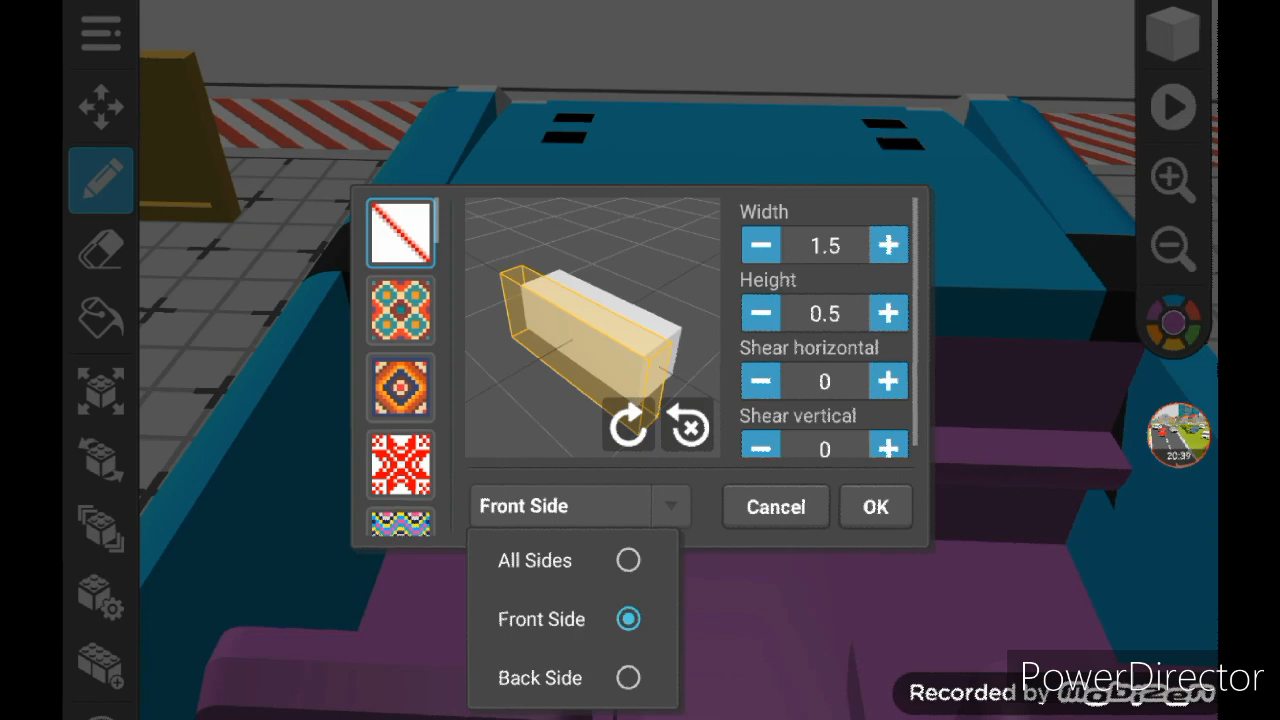 Width
1.5
Height
0.5
Shear horizontal
0
Shear vertical
0
Front Side
Cancel
OK
All Sides
Front Side
Back Side
20:39
PowerDirector
Recorded by Mobizen